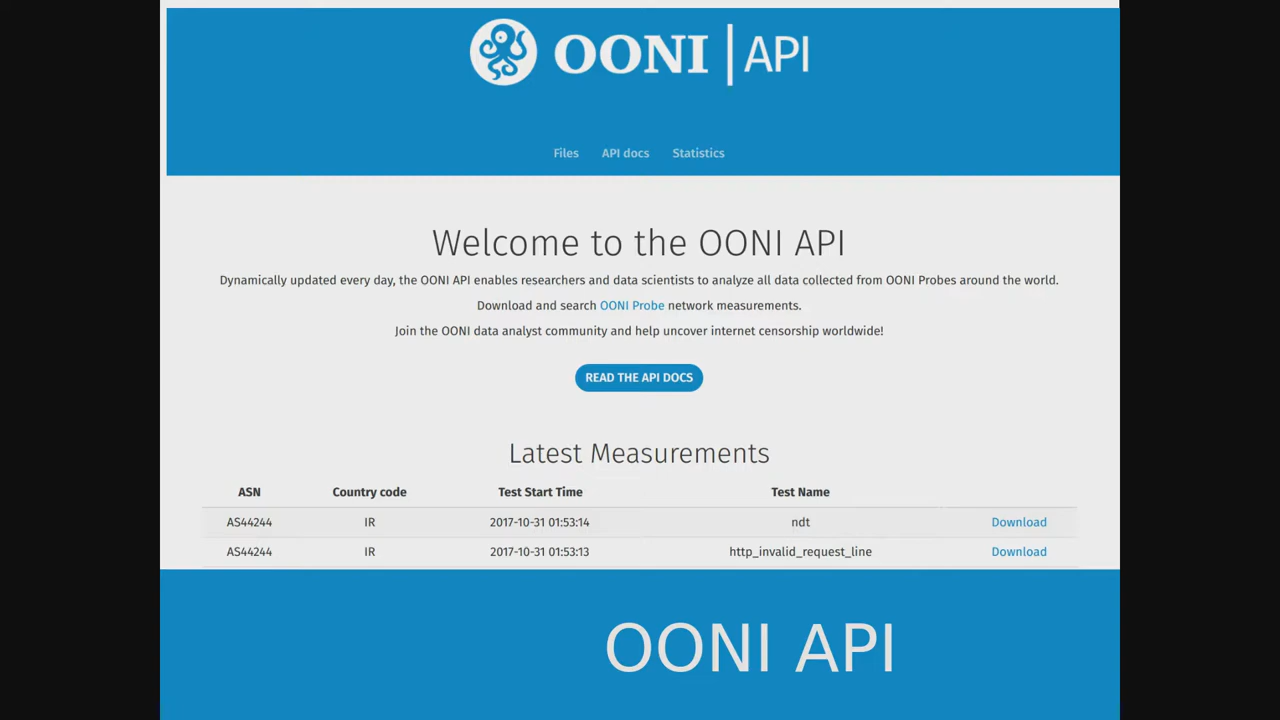 OONI | API
Files API docs Statistics
Welcome to the OONI API
Dynamically updated every day, the OONI API enables researchers and data scientists to analyze all data collected from OONI Probes around the world.
Download and search OONI Probe network measurements.
Join the OONI data analyst community and help uncover internet censorship worldwide!
READ THE API DOCS
Latest Measurements
ASN Country code Test Start Time Test Name
AS44244 IR 2017-10-31 01:53:14 ndt Download
AS44244 IR 2017-10-31 01:53:13 http_invalid_request_line Download
OONI API